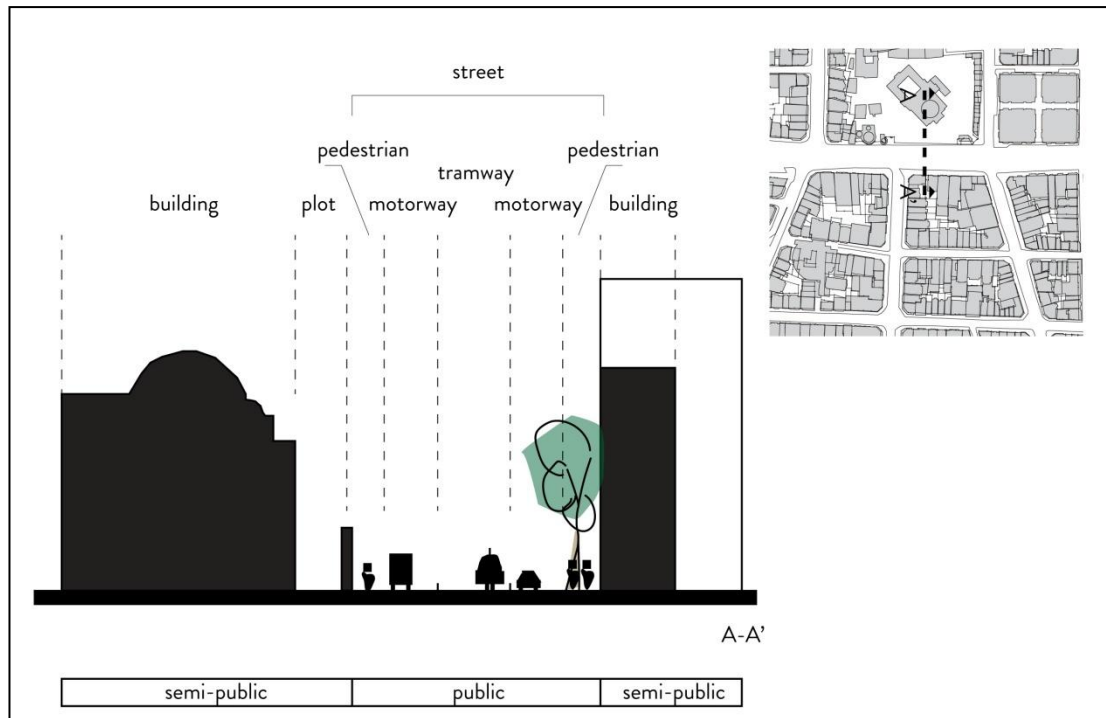 street
pedestrian
pedestrian
tramway
building
plot
motorway
motorway
building
A
A'
A-A’
semi-public
public
semi-public